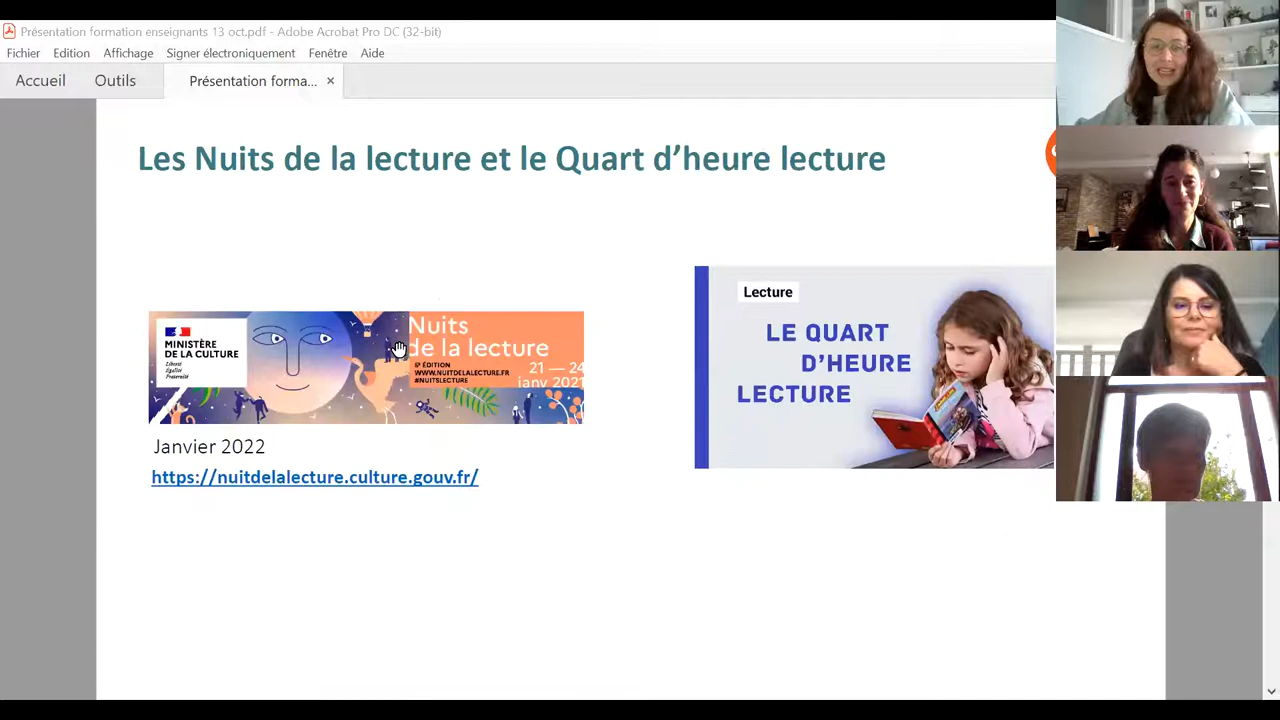 Présentation formation enseignants 13 oct.pdf - Adobe Acrobat Pro DC (32-bit)
Fichier Edition Affichage Signer électroniquement Fenêtre Aide
Accueil Outils Présentation forma... ×
Les Nuits de la lecture et le Quart d’heure lecture
MINISTÈRE
DE LA CULTURE
Liberté
Égalité
Fraternité
Nuits
de la lecture
ÉDITION
WWW.NUITDELALECTURE.FR
#NUITSLECTURE
21 — 24
janv 2021
Janvier 2022
https://nuitdelalecture.culture.gouv.fr/
Lecture
LE QUART
D’HEURE
LECTURE